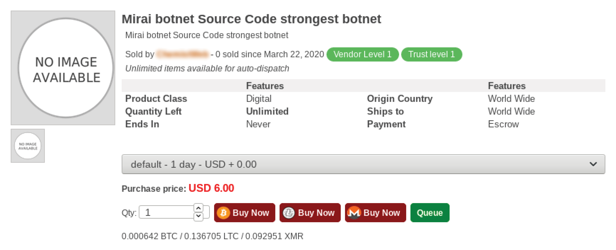 Mirai botnet Source Code strongest botnet
Mirai botnet Source Code strongest botnet
Sold by - 0 sold since March 22, 2020 Vendor Level 1 Trust level 1
Unlimited items available for auto-dispatch
NO IMAGE
AVAILABLE
Features Features
Product Class Digital Origin Country World Wide
Quantity Left Unlimited Ships to World Wide
Ends In Never Payment Escrow
default - 1 day - USD + 0.00
Purchase price: USD 6.00
Qty: 1 Buy Now Buy Now Buy Now Queue
0.000642 BTC / 0.136705 LTC / 0.092951 XMR